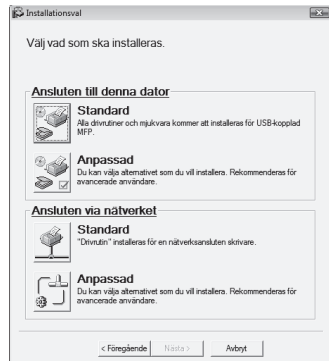 Installationsval
Välj vad som ska installeras.
Ansluten till denna dator
Standard
Alla drivrutiner och mjukvara kommer att installeras för USB-kopplad
MFP.
Anpassad
Du kan välja alternativet som du vill installera. Rekommenderas för
avancerade användare.
Ansluten via nätverket
Standard
"Drivrutin" installeras för en nätverksansluten skrivare.
Anpassad
Du kan välja alternativet som du vill installera. Rekommenderas för
avancerade användare.
< Föregående Nästa > Avbryt